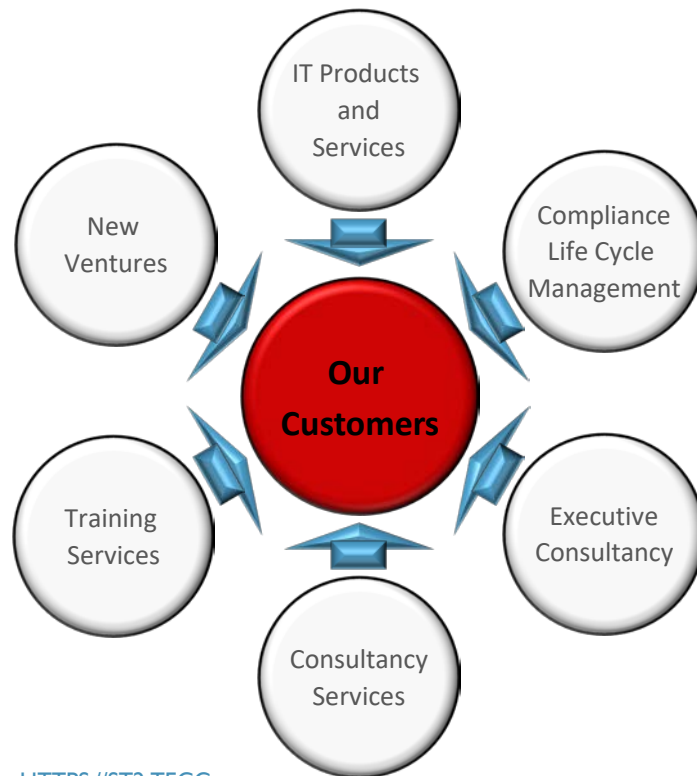 IT Products
and
Services
Compliance
Life Cycle
Management
Executive
Consultancy
Consultancy
Services
Training
Services
New
Ventures
Our
Customers